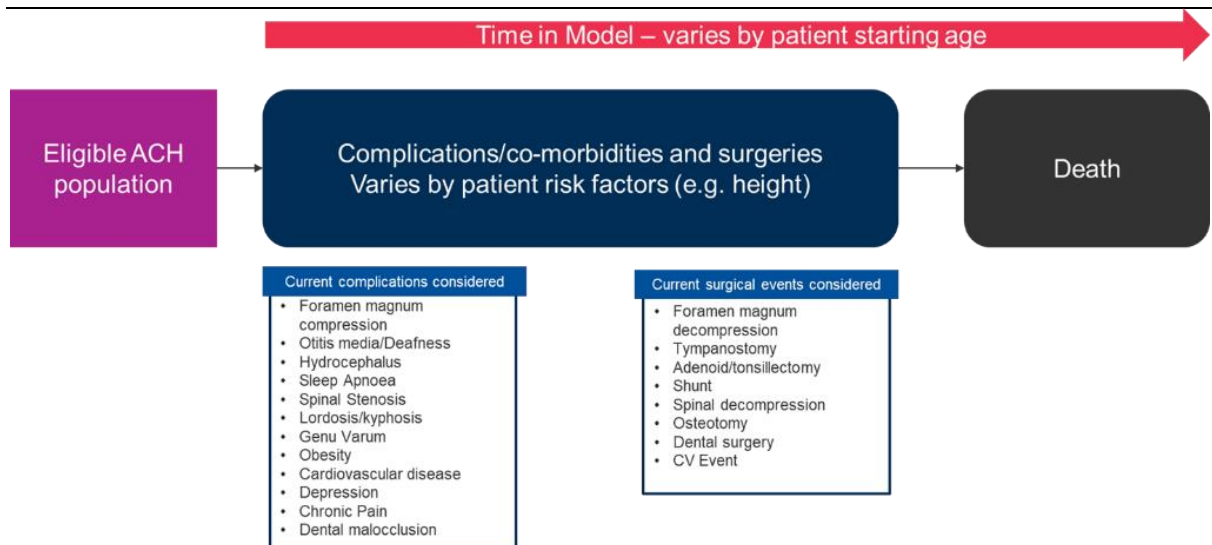 Time in Model – varies by patient starting age
Eligible ACH
population
Complications/co-morbidities and surgeries
Varies by patient risk factors (e.g. height)
Death
Current complications considered
• Foramen magnum
compression
• Otitis media/Deafness
• Hydrocephalus
• Sleep Apnoea
• Spinal Stenosis
• Lordosis/kyphosis
• Genu Varum
• Obesity
• Cardiovascular disease
• Depression
• Chronic Pain
• Dental malocclusion
Current surgical events considered
• Foramen magnum
decompression
• Tympanostomy
• Adenoid/tonsillectomy
• Shunt
• Spinal decompression
• Osteotomy
• Dental surgery
• CV Event